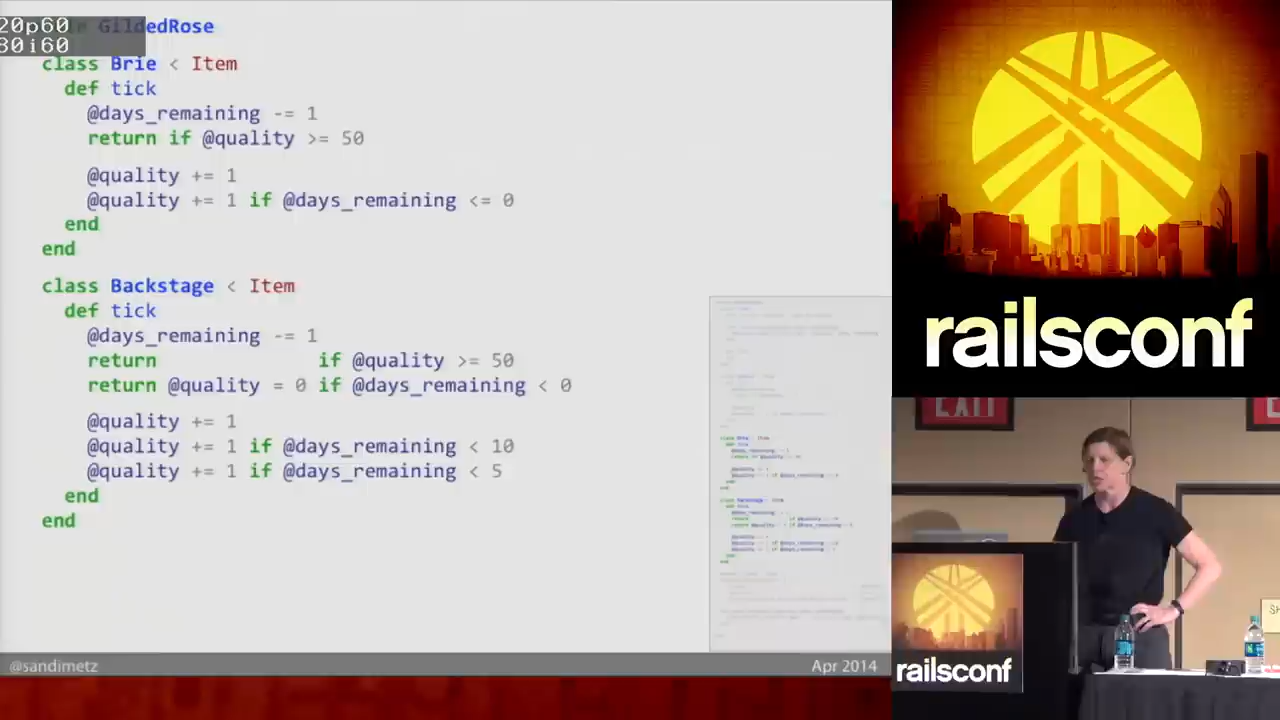 20p60
30i60
GildedRose
class Brie < Item
def tick
@days_remaining -= 1
return if @quality >= 50
@quality += 1
@quality += 1 if @days_remaining <= 0
end
end
class Backstage < Item
def tick
@days_remaining -= 1
return if @quality >= 50
return @quality = 0 if @days_remaining < 0
@quality += 1
@quality += 1 if @days_remaining < 10
@quality += 1 if @days_remaining < 5
end
end
@sandimetz
Apr 2014
railsconf
EXIT
E
railsconf
SH